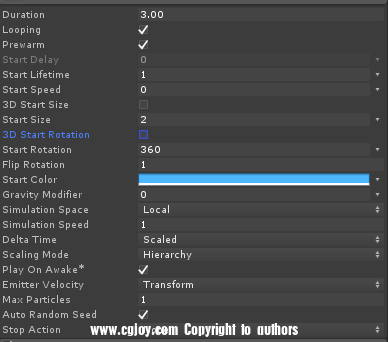 Duration 3.00
Looping
Prewarm
Start Delay 0
Start Lifetime 1
Start Speed 0
3D Start Size
Start Size 2
3D Start Rotation
Start Rotation 360
Flip Rotation 1
Start Color
Gravity Modifier 0
Simulation Space Local
Simulation Speed 1
Delta Time Scaled
Scaling Mode Hierarchy
Play On Awake*
Emitter Velocity Transform
Max Particles 1
Auto Random Seed
Stop Action
www.cgjoy.com Copyright to authors